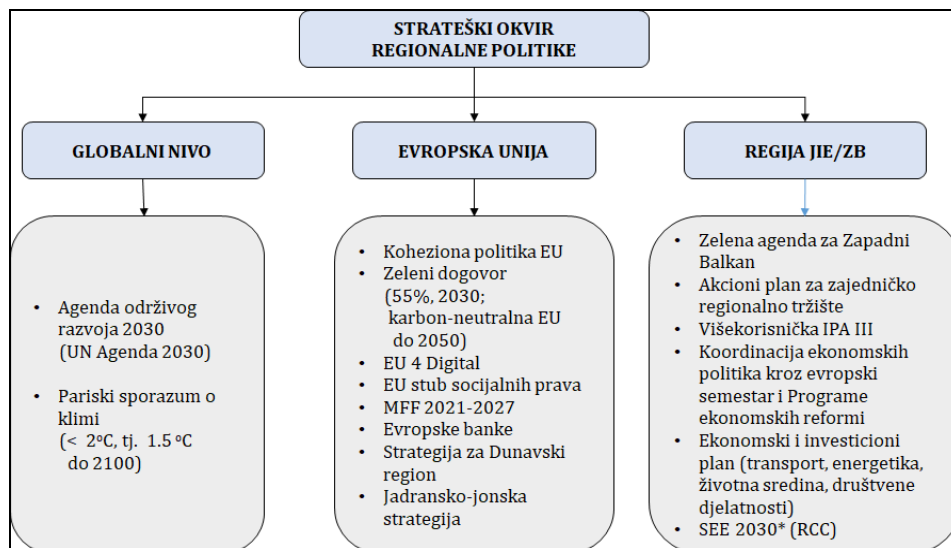 STRATEŠKI OKVIR
REGIONALNE POLITIKE
GLOBALNI NIVO
EVROPSKA UNIJA
REGIJA JIE/ZB
• Agenda održivog
razvoja 2030
(UN Agenda 2030)
• Pariski sporazum o
klimi
(< 2ºC, tj. 1.5 ºC
do 2100)
• Koheziona politika EU
• Zeleni dogovor
(55%, 2030;
karbon-neutralna EU
do 2050)
• EU 4 Digital
• EU stub socijalnih prava
• MFF 2021-2027
• Evropske banke
• Strategija za Dunavski
region
• Jadransko-jonska
strategija
• Zelena agenda za Zapadni
Balkan
• Akcioni plan za zajedničko
regionalno tržište
• Višekorisnička IPA III
• Koordinacija ekonomskih
politika kroz evropski
semestar i Programe
ekonomskih reformi
• Ekonomski i investicioni
plan (transport, energetika,
životna sredina, društvene
djelatnosti)
• SEE 2030* (RCC)